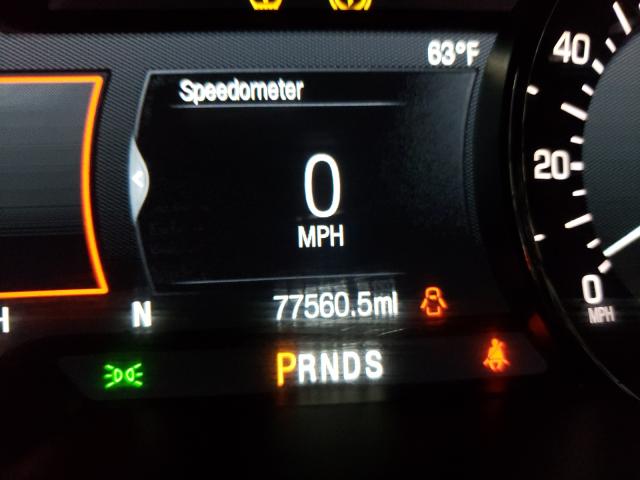 63°F
Speedometer
0
MPH
40
20
0
MPH
H
N
77560.5mi
PRNDS